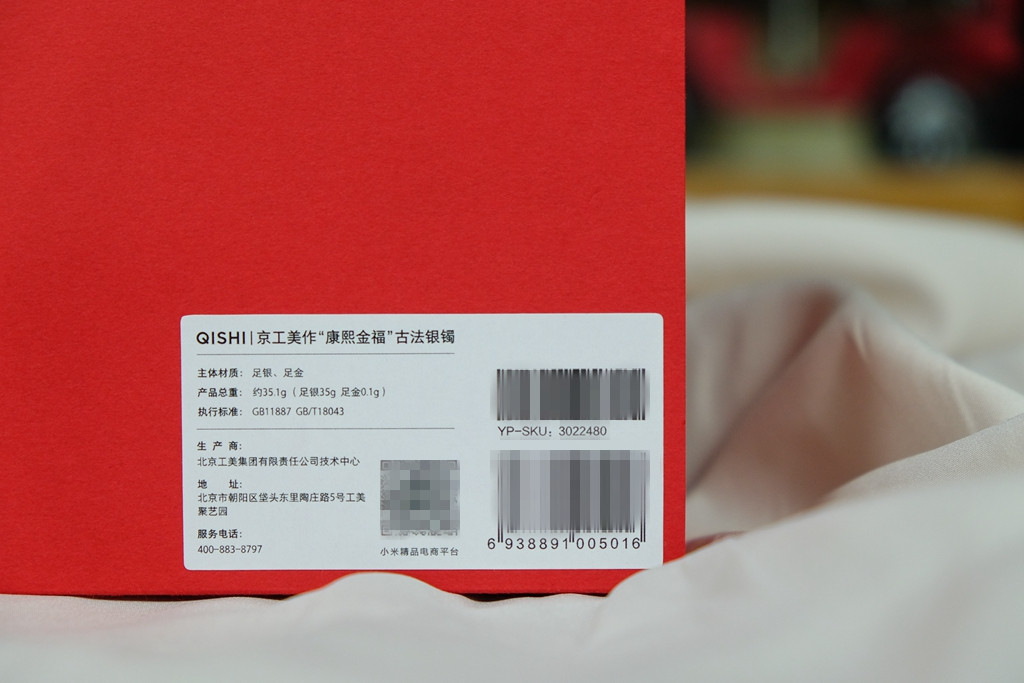 QISHI | 京工美作“康熙金福”古法银镯
主体材质： 足银、足金
产品总重： 约35.1g（足银35g 足金0.1g）
执行标准： GB11887 GB/T18043
生 产 商：
北京工美集团有限责任公司技术中心
地 址：
北京市朝阳区垡头东里陶庄路5号工美
聚艺园
服务电话：
400-883-8797
小米精品电商平台
YP-SKU：3022480
6 938891 005016